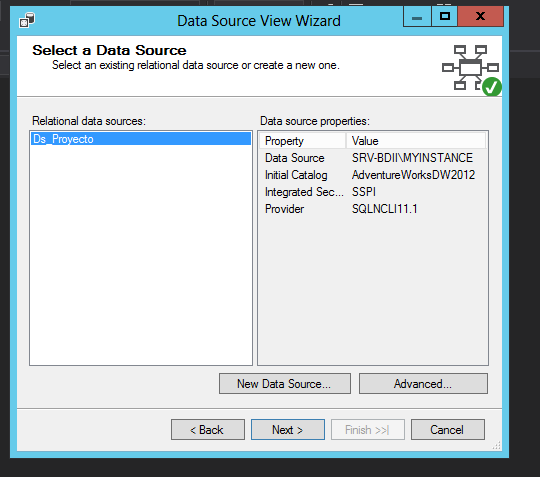 Data Source View Wizard
Select a Data Source
Select an existing relational data source or create a new one.
Relational data sources:
Ds_Proyecto
Data source properties:
Property Value
Data Source SRV-BDII\MYINSTANCE
Initial Catalog AdventureWorksDW2012
Integrated Sec... SSPI
Provider SQLNCLI11.1
New Data Source... Advanced...
< Back Next > Finish >>| Cancel